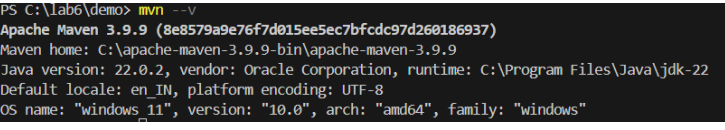 PS C:\lab6\demo> mvn --v
Apache Maven 3.9.9 (8e8579a9e76f7d015ee5ec7bfcdc97d260186937)
Maven home: C:\apache-maven-3.9.9-bin\apache-maven-3.9.9
Java version: 22.0.2, vendor: Oracle Corporation, runtime: C:\Program Files\Java\jdk-22
Default locale: en_IN, platform encoding: UTF-8
OS name: "windows 11", version: "10.0", arch: "amd64", family: "windows"